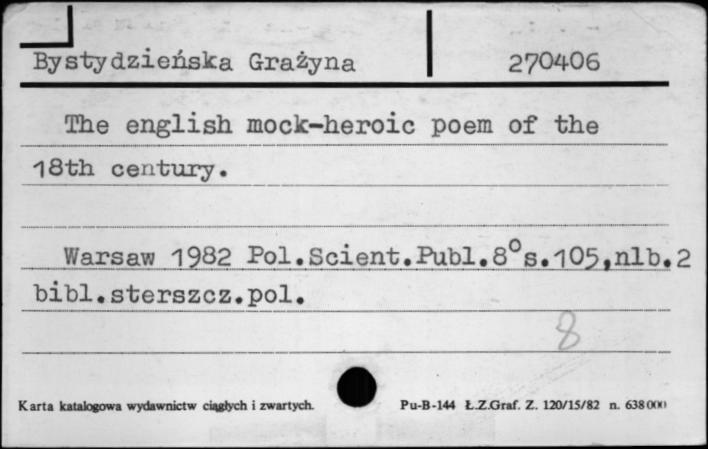 Bystydzieńska Grażyna 270406
The english mock-heroic poem of the
18th century.
Warsaw 1982 Pol.Scient.Publ.8°s.105,nlb.2
bibl.sterszcz.pol.
8
Karta katalogowa wydawnictw ciągłych i zwartych. Pu-B-144 Ł.Z.Graf. Z. 120/15/82 n. 638000